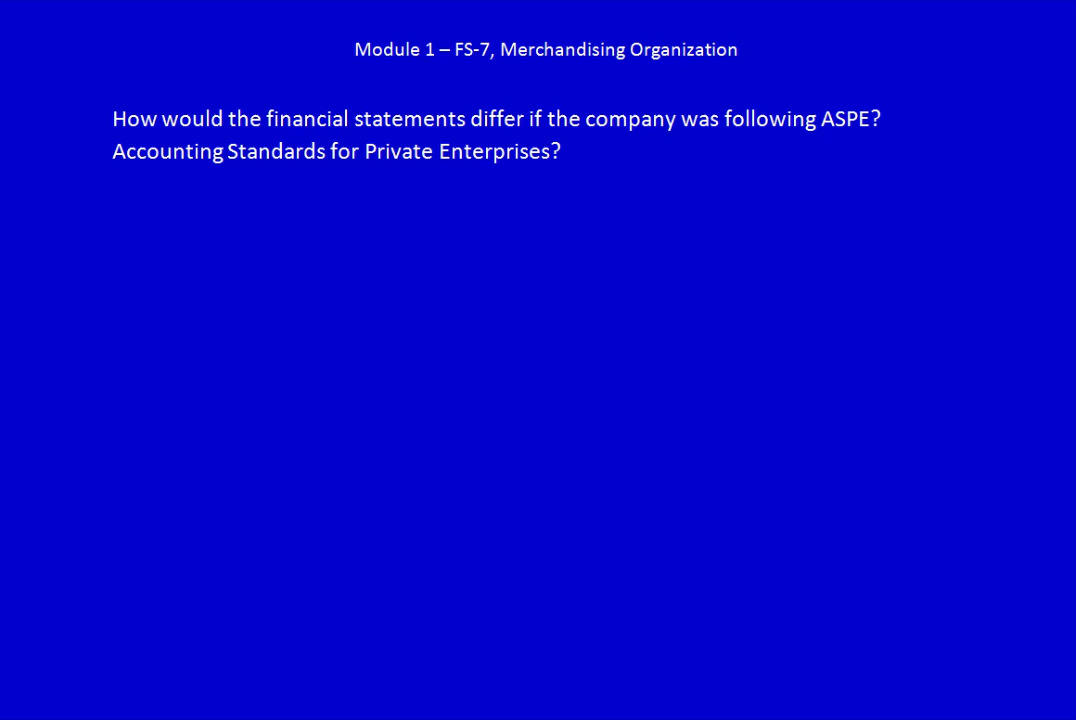 Module 1 – FS-7, Merchandising Organization
How would the financial statements differ if the company was following ASPE?
Accounting Standards for Private Enterprises?